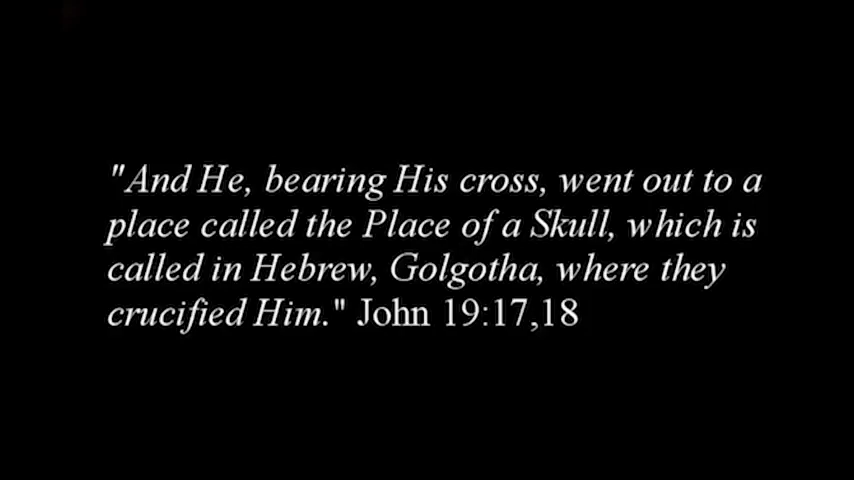 "And He, bearing His cross, went out to a
place called the Place of a Skull, which is
called in Hebrew, Golgotha, where they
crucified Him." John 19:17,18